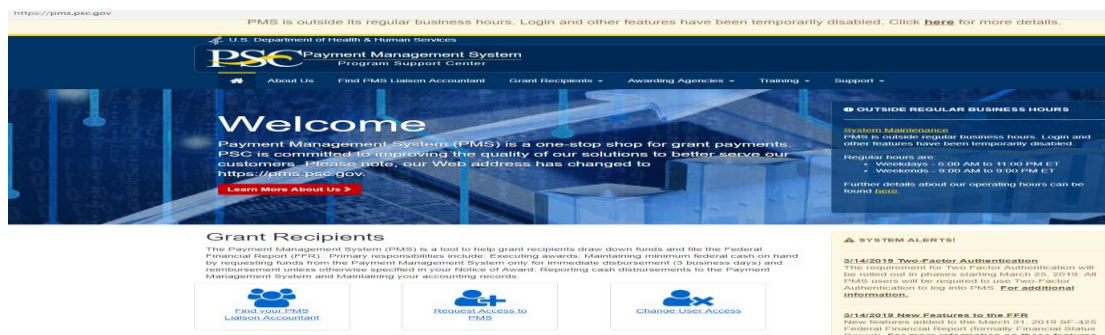 https://pms.psc.gov
PMS is outside its regular business hours. Login and other features have been temporarily disabled. Click here for more details.
U.S. Department of Health & Human Services
PSC Payment Management System
Program Support Center
About Us Find PMS Liaison Accountant Grant Recipients Awarding Agencies Training Support
Welcome
Payment Management System (PMS) is a one-stop shop for grant payments.
PSC is committed to improving the quality of our solutions to better serve our
customers. Please note, our Web address has changed to
https://pms.psc.gov.
Learn More About Us >
OUTSIDE REGULAR BUSINESS HOURS
System Maintenance
PMS is outside regular business hours. Login and
other features have been temporarily disabled.
Regular hours are:
• Weekdays - 5:00 AM to 11:00 PM ET
• Weekends - 9:00 AM to 9:00 PM ET
Further details about our operating hours can be
found here.
Grant Recipients
The Payment Management System (PMS) is a tool to help grant recipients draw down funds and file the Federal
Financial Report (FFR). Primary responsibilities include: Executing awards; Maintaining minimum federal cash on hand
by requesting funds from the Payment Management System only for immediate disbursement (3 business days) and
reimbursement unless otherwise specified in your Notice of Award; Reporting cash disbursements to the Payment
Management System and Maintaining your accounting records.
Find your PMS
Liaison Accountant
Request Access to
PMS
Change User Access
SYSTEM ALERTS!
3/14/2019 Two-Factor Authentication
The requirement for Two Factor Authentication will
be rolled out in phases starting March 25, 2019. All
PMS users will be required to use Two-Factor
Authentication to log into PMS. For additional
information.
3/14/2019 New Features to the FFR
New features added to the March 31, 2019 SF-425
Federal Financial Report (formally Financial Status